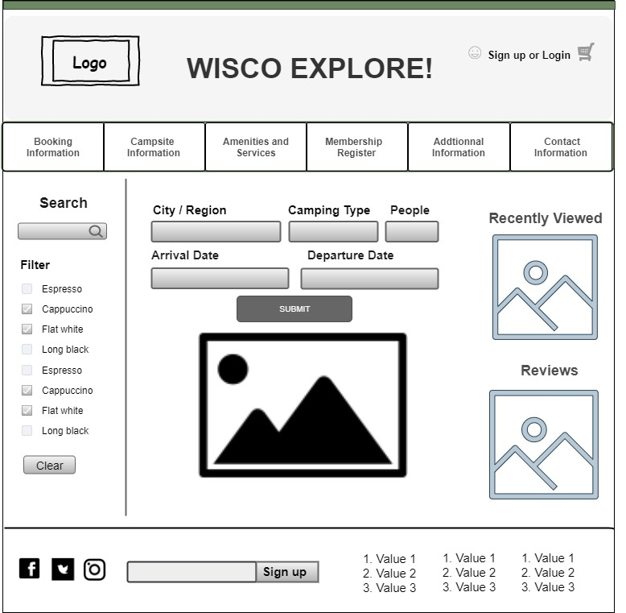 Logo
WISCO EXPLORE!
Sign up or Login
Booking
Information
Campsite
Information
Amenities and
Services
Membership
Register
Addtionnal
Information
Contact
Information
Search
Filter
Espresso
Cappuccino
Flat white
Long black
Espresso
Cappuccino
Flat white
Long black
Clear
City / Region
Camping Type
People
Arrival Date
Departure Date
SUBMIT
Recently Viewed
Reviews
Sign up
1. Value 1
2. Value 2
3. Value 3
1. Value 1
2. Value 2
3. Value 3
1. Value 1
2. Value 2
3. Value 3